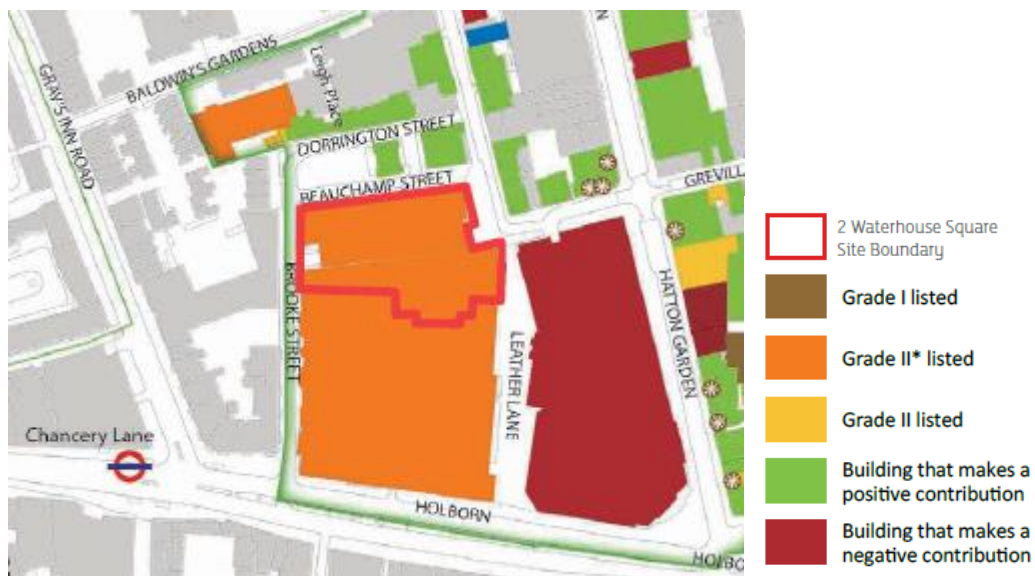 BALDWIN'S GARDENS
Leigh Place
GRAY'S INN ROAD
DORRINGTON STREET
BEAUCHAMP STREET
GREVILL
BROOKE STREET
LEATHER LANE
HATTON GARDEN
Chancery Lane
HOLBORN
HOLBO
2 Waterhouse Square
Site Boundary
Grade I listed
Grade II* listed
Grade II listed
Building that makes a
positive contribution
Building that makes a
negative contribution